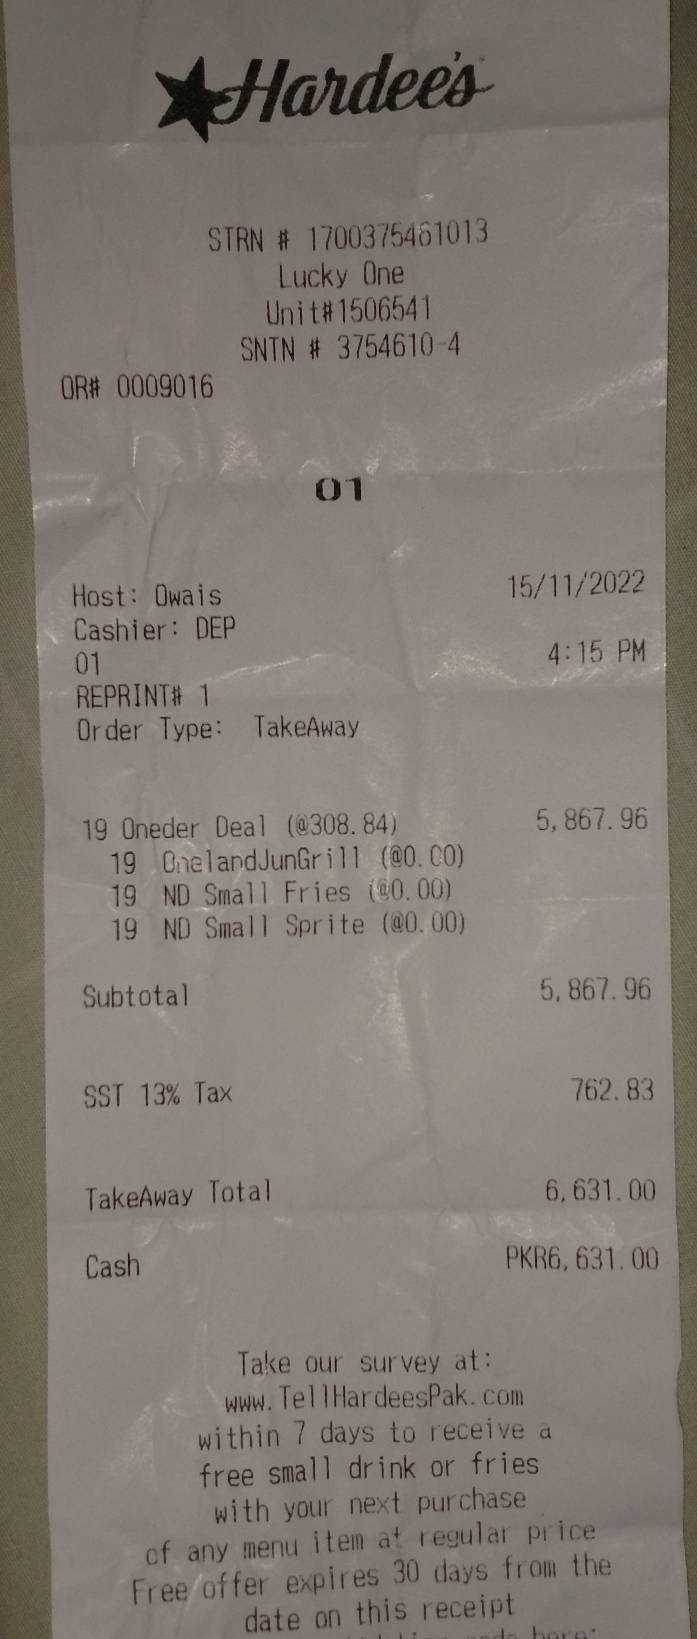 Hardee's
STRN # 1700375461013
Lucky One
Unit#1506541
SNTN # 3754610-4
OR# 0009016
01
Host: Owais 15/11/2022
Cashier: DEP
01 4:15 PM
REPRINT# 1
Order Type: TakeAway
19 Oneder Deal (@308.84) 5,867.96
19 OnelandJunGrill (@0.00)
19 ND Small Fries (@0.00)
19 ND Small Sprite (@0.00)
Subtotal 5,867.96
SST 13% Tax 762.83
TakeAway Total 6,631.00
Cash PKR6,631.00
Take our survey at:
www.TellHardeesPak.com
within 7 days to receive a
free small drink or fries
with your next purchase
of any menu item at regular price
Free offer expires 30 days from the
date on this receipt